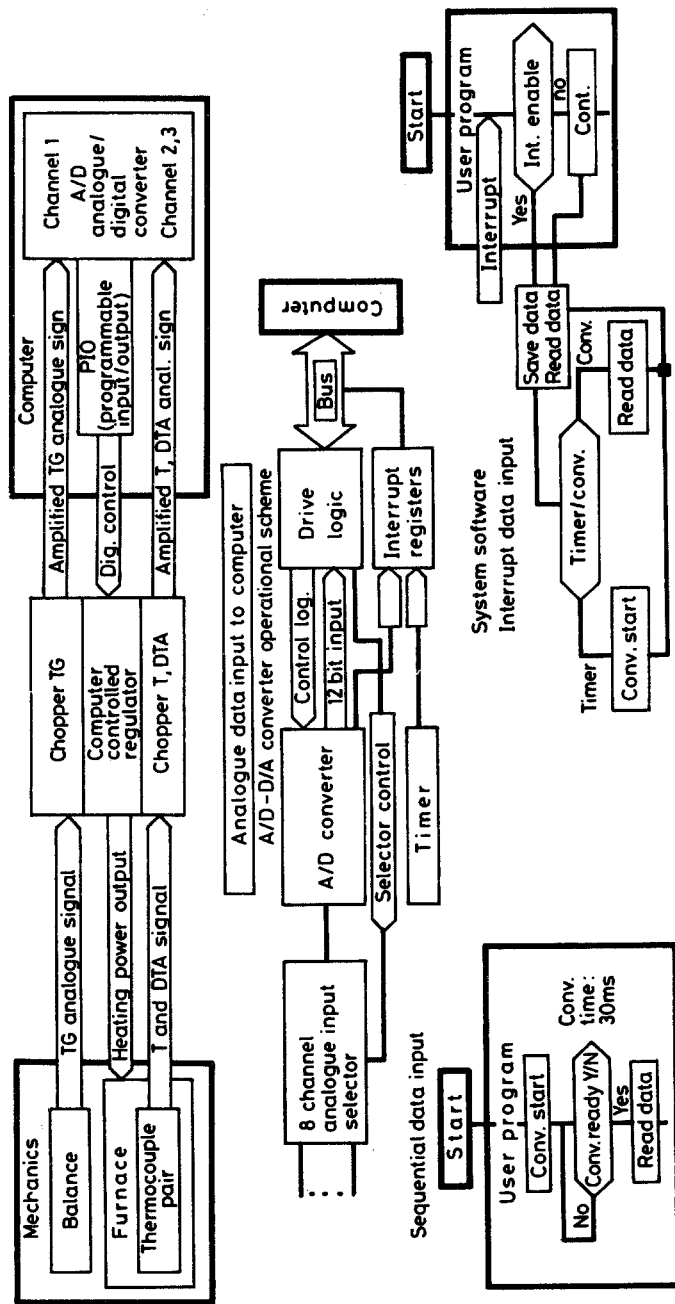 Mechanics
Balance
Furnace
Thermocouple
pair
TG analogue signal
Heating power output
T and DTA signal
Chopper TG
Computer
controlled
regulator
Chopper T, DTA
Amplified TG analogue sign
Dig. control
Amplified T, DTA anal. sign
Computer
PIO
(programmable
input/output)
Channel 1
A/D
analogue/
digital
converter
Channel 2,3
Analogue data input to computer
A/D-D/A converter operational scheme
8 channel
analogue input
selector
A/D converter
Control log.
12 bit input
Selector control
Timer
Drive
logic
Interrupt
registers
Bus
Computer
Sequential data input
Start
User program
Conv. start
No
Conv.ready Y/N
Yes
Read data
Conv.
time:
30ms
System software
Interrupt data input
Timer
Conv. start
Timer/conv.
Conv.
Read data
Save data
Read data
Start
User program
Interrupt
Yes
Int. enable
no
Cont.